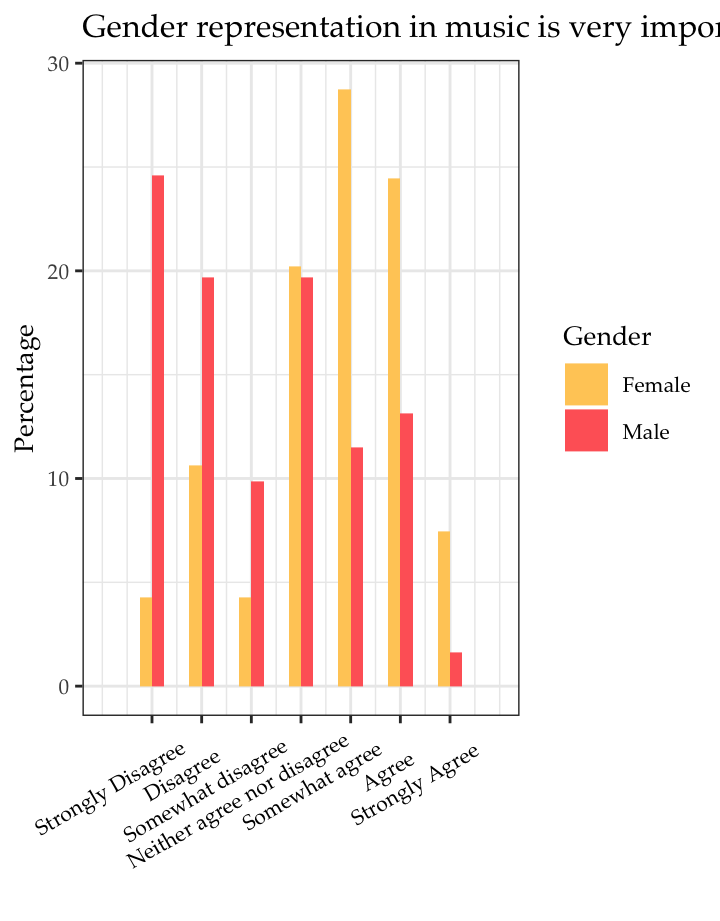 Gender representation in music is very impor
30
20
10
0
Percentage
Strongly Disagree
Disagree
Somewhat disagree
Neither agree nor disagree
Somewhat agree
Agree
Strongly Agree
Gender
Female
Male